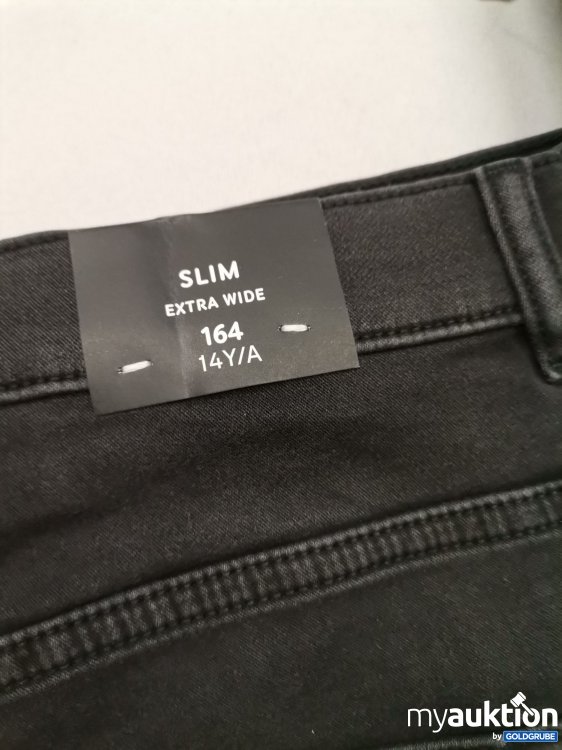 SLIM
EXTRA WIDE
164
14Y/A
myauktion
by GOLDGRUBE